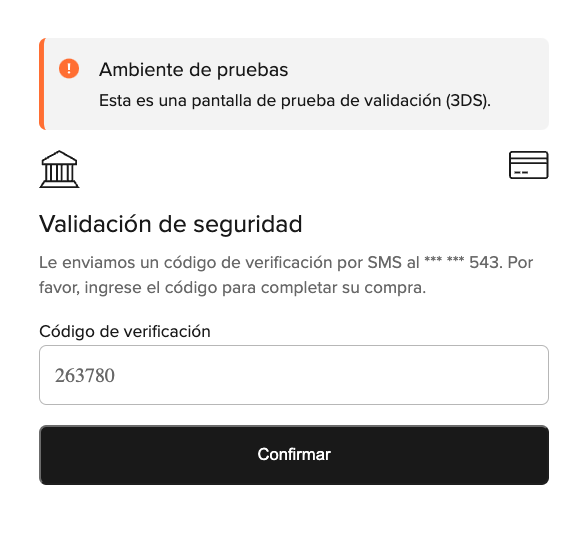 Ambiente de pruebas
Esta es una pantalla de prueba de validación (3DS).
Validación de seguridad
Le enviamos un código de verificación por SMS al *** *** 543. Por
favor, ingrese el código para completar su compra.
Código de verificación
263780
Confirmar